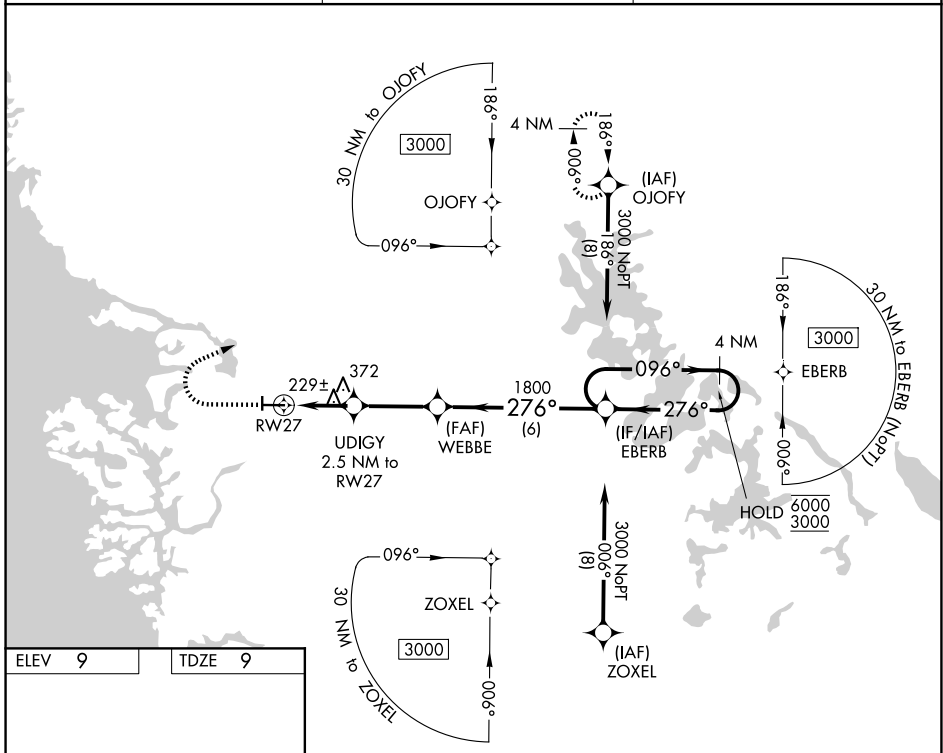 30 NM to OJOFY
186°
3000
OJOFY
096°
4 NM
186°
006°
(IAF)
OJOFY
3000 NoPT
186°
(8)
186°
3000
EBERB
006°
30 NM to EBERB (NoPT)
4 NM
096°
276°
(IF/IAF)
EBERB
HOLD 6000
3000
1800
276°
(6)
(FAF)
WEBBE
372
229±
UDIGY
2.5 NM to
RW27
RW27
3000 NoPT
006°
(8)
(IAF)
ZOXEL
096°
ZOXEL
3000
006°
30 NM to ZOXEL
ELEV 9
TDZE 9